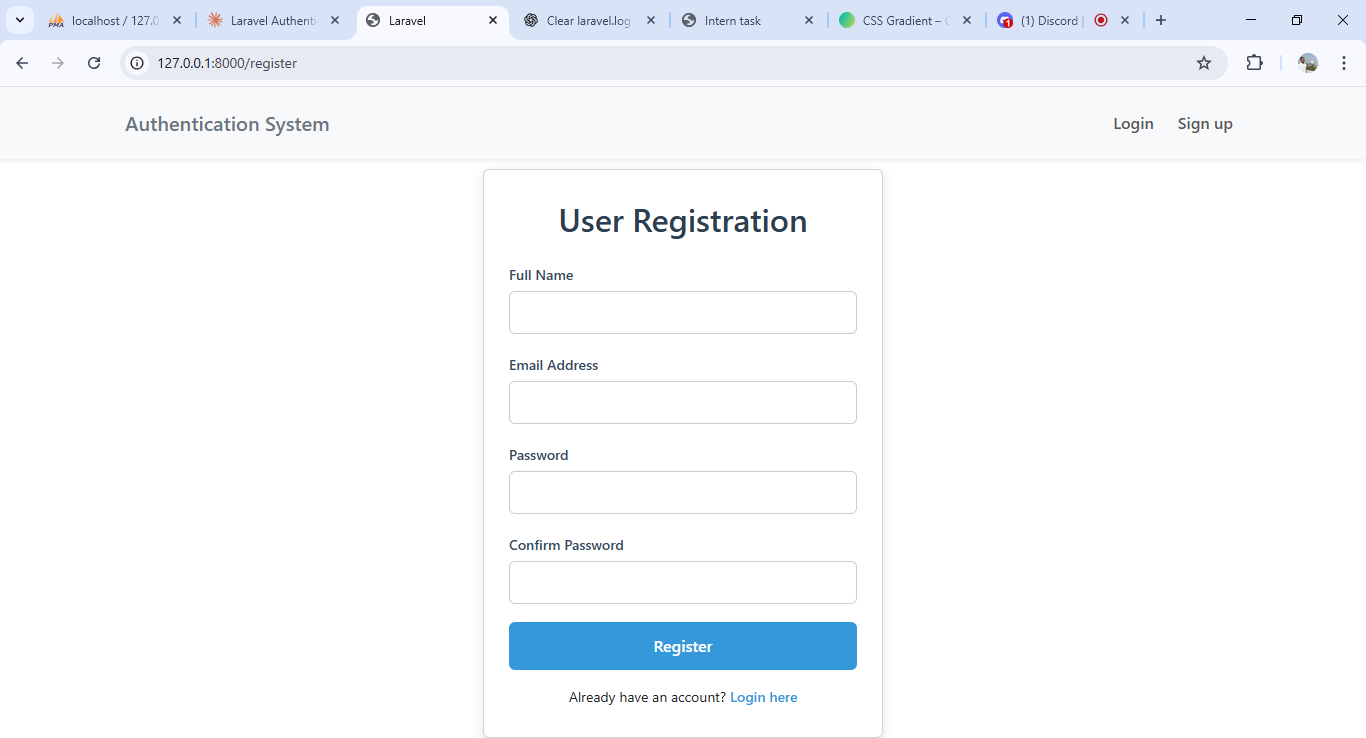 PMA localhost / 127.0
Laravel Authenti
Laravel
Clear laravel.log
Intern task
CSS Gradient – C
1 (1) Discord |
127.0.0.1:8000/register
Authentication System
Login
Sign up
User Registration
Full Name
Email Address
Password
Confirm Password
Register
Already have an account? Login here